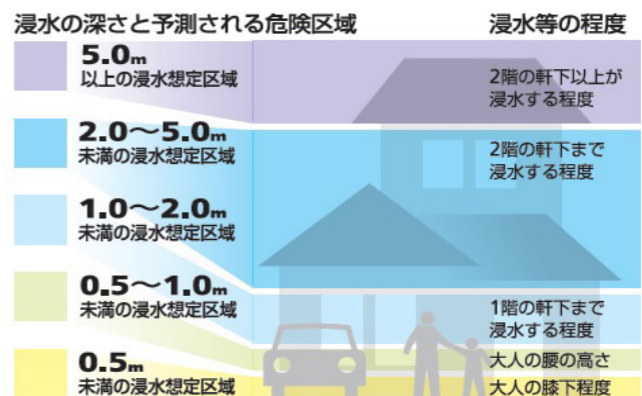 浸水の深さと予測される危険区域
浸水等の程度
5.0m
以上の浸水想定区域
2階の軒下以上が
浸水する程度
2.0〜5.0m
未満の浸水想定区域
2階の軒下まで
浸水する程度
1.0〜2.0m
未満の浸水想定区域
0.5〜1.0m
未満の浸水想定区域
1階の軒下まで
浸水する程度
大人の腰の高さ
0.5m
未満の浸水想定区域
大人の膝下程度